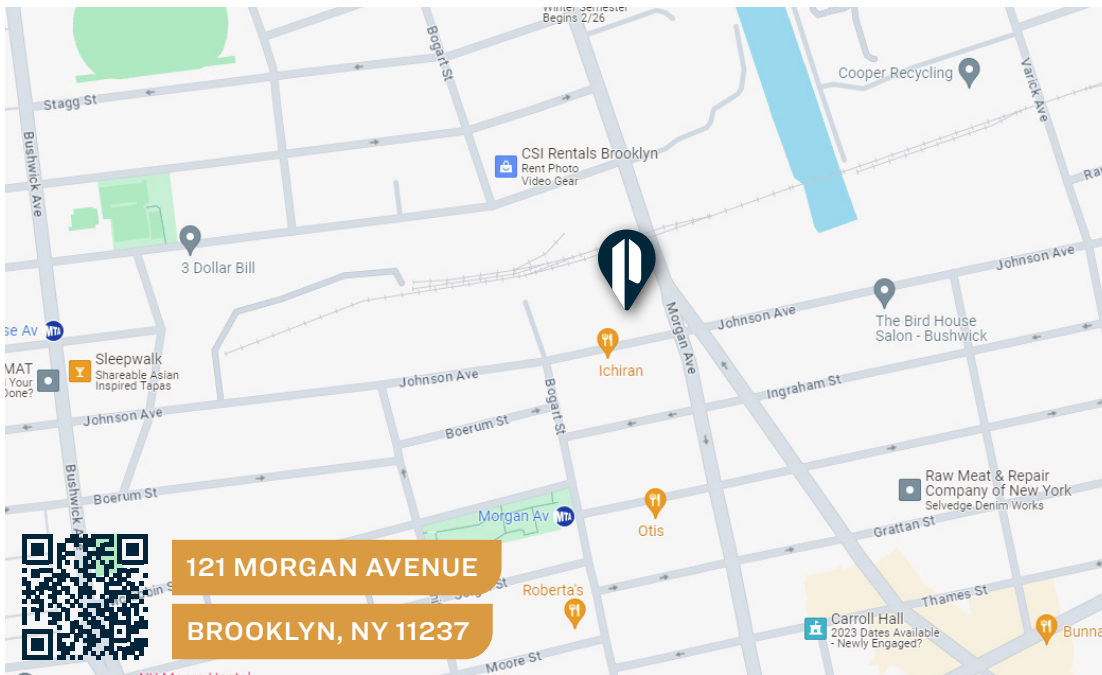 Winter Semester
Begins 2/26
Bogart St
Cooper Recycling
Varick Ave
Stagg St
Bushwick Ave
CSI Rentals Brooklyn
Rent Photo
Video Gear
3 Dollar Bill
Johnson Ave
Morgan Ave
Johnson Ave
The Bird House
Salon - Bushwick
Sleepwalk
Shareable Asian
Inspired Tapas
Ichiran
Johnson Ave
Bogart St
Ingraham St
Johnson Ave
Boerum St
Bushwick Ave
Boerum St
Raw Meat & Repair
Company of New York
Selvedge Denim Works
Morgan Av MTA
Otis
Grattan St
121 MORGAN AVENUE
Roberta's
Thames St
BROOKLYN, NY 11237
Carroll Hall
2023 Dates Available
- Newly Engaged?
Moore St